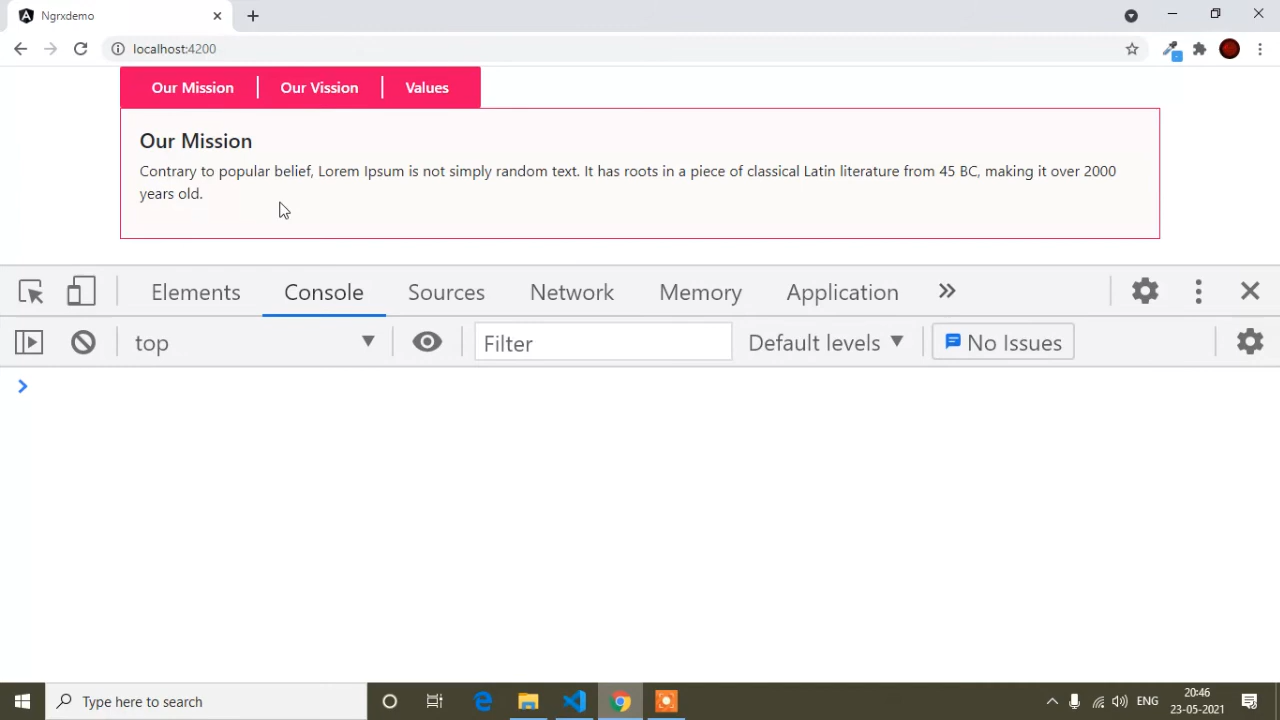 Ngrxdemo
localhost:4200
Our Mission
Our Vission
Values
Our Mission
Contrary to popular belief, Lorem Ipsum is not simply random text. It has roots in a piece of classical Latin literature from 45 BC, making it over 2000
years old.
Elements
Console
Sources
Network
Memory
Application
top
Filter
Default levels
No Issues
Type here to search
ENG
20:46
23-05-2021